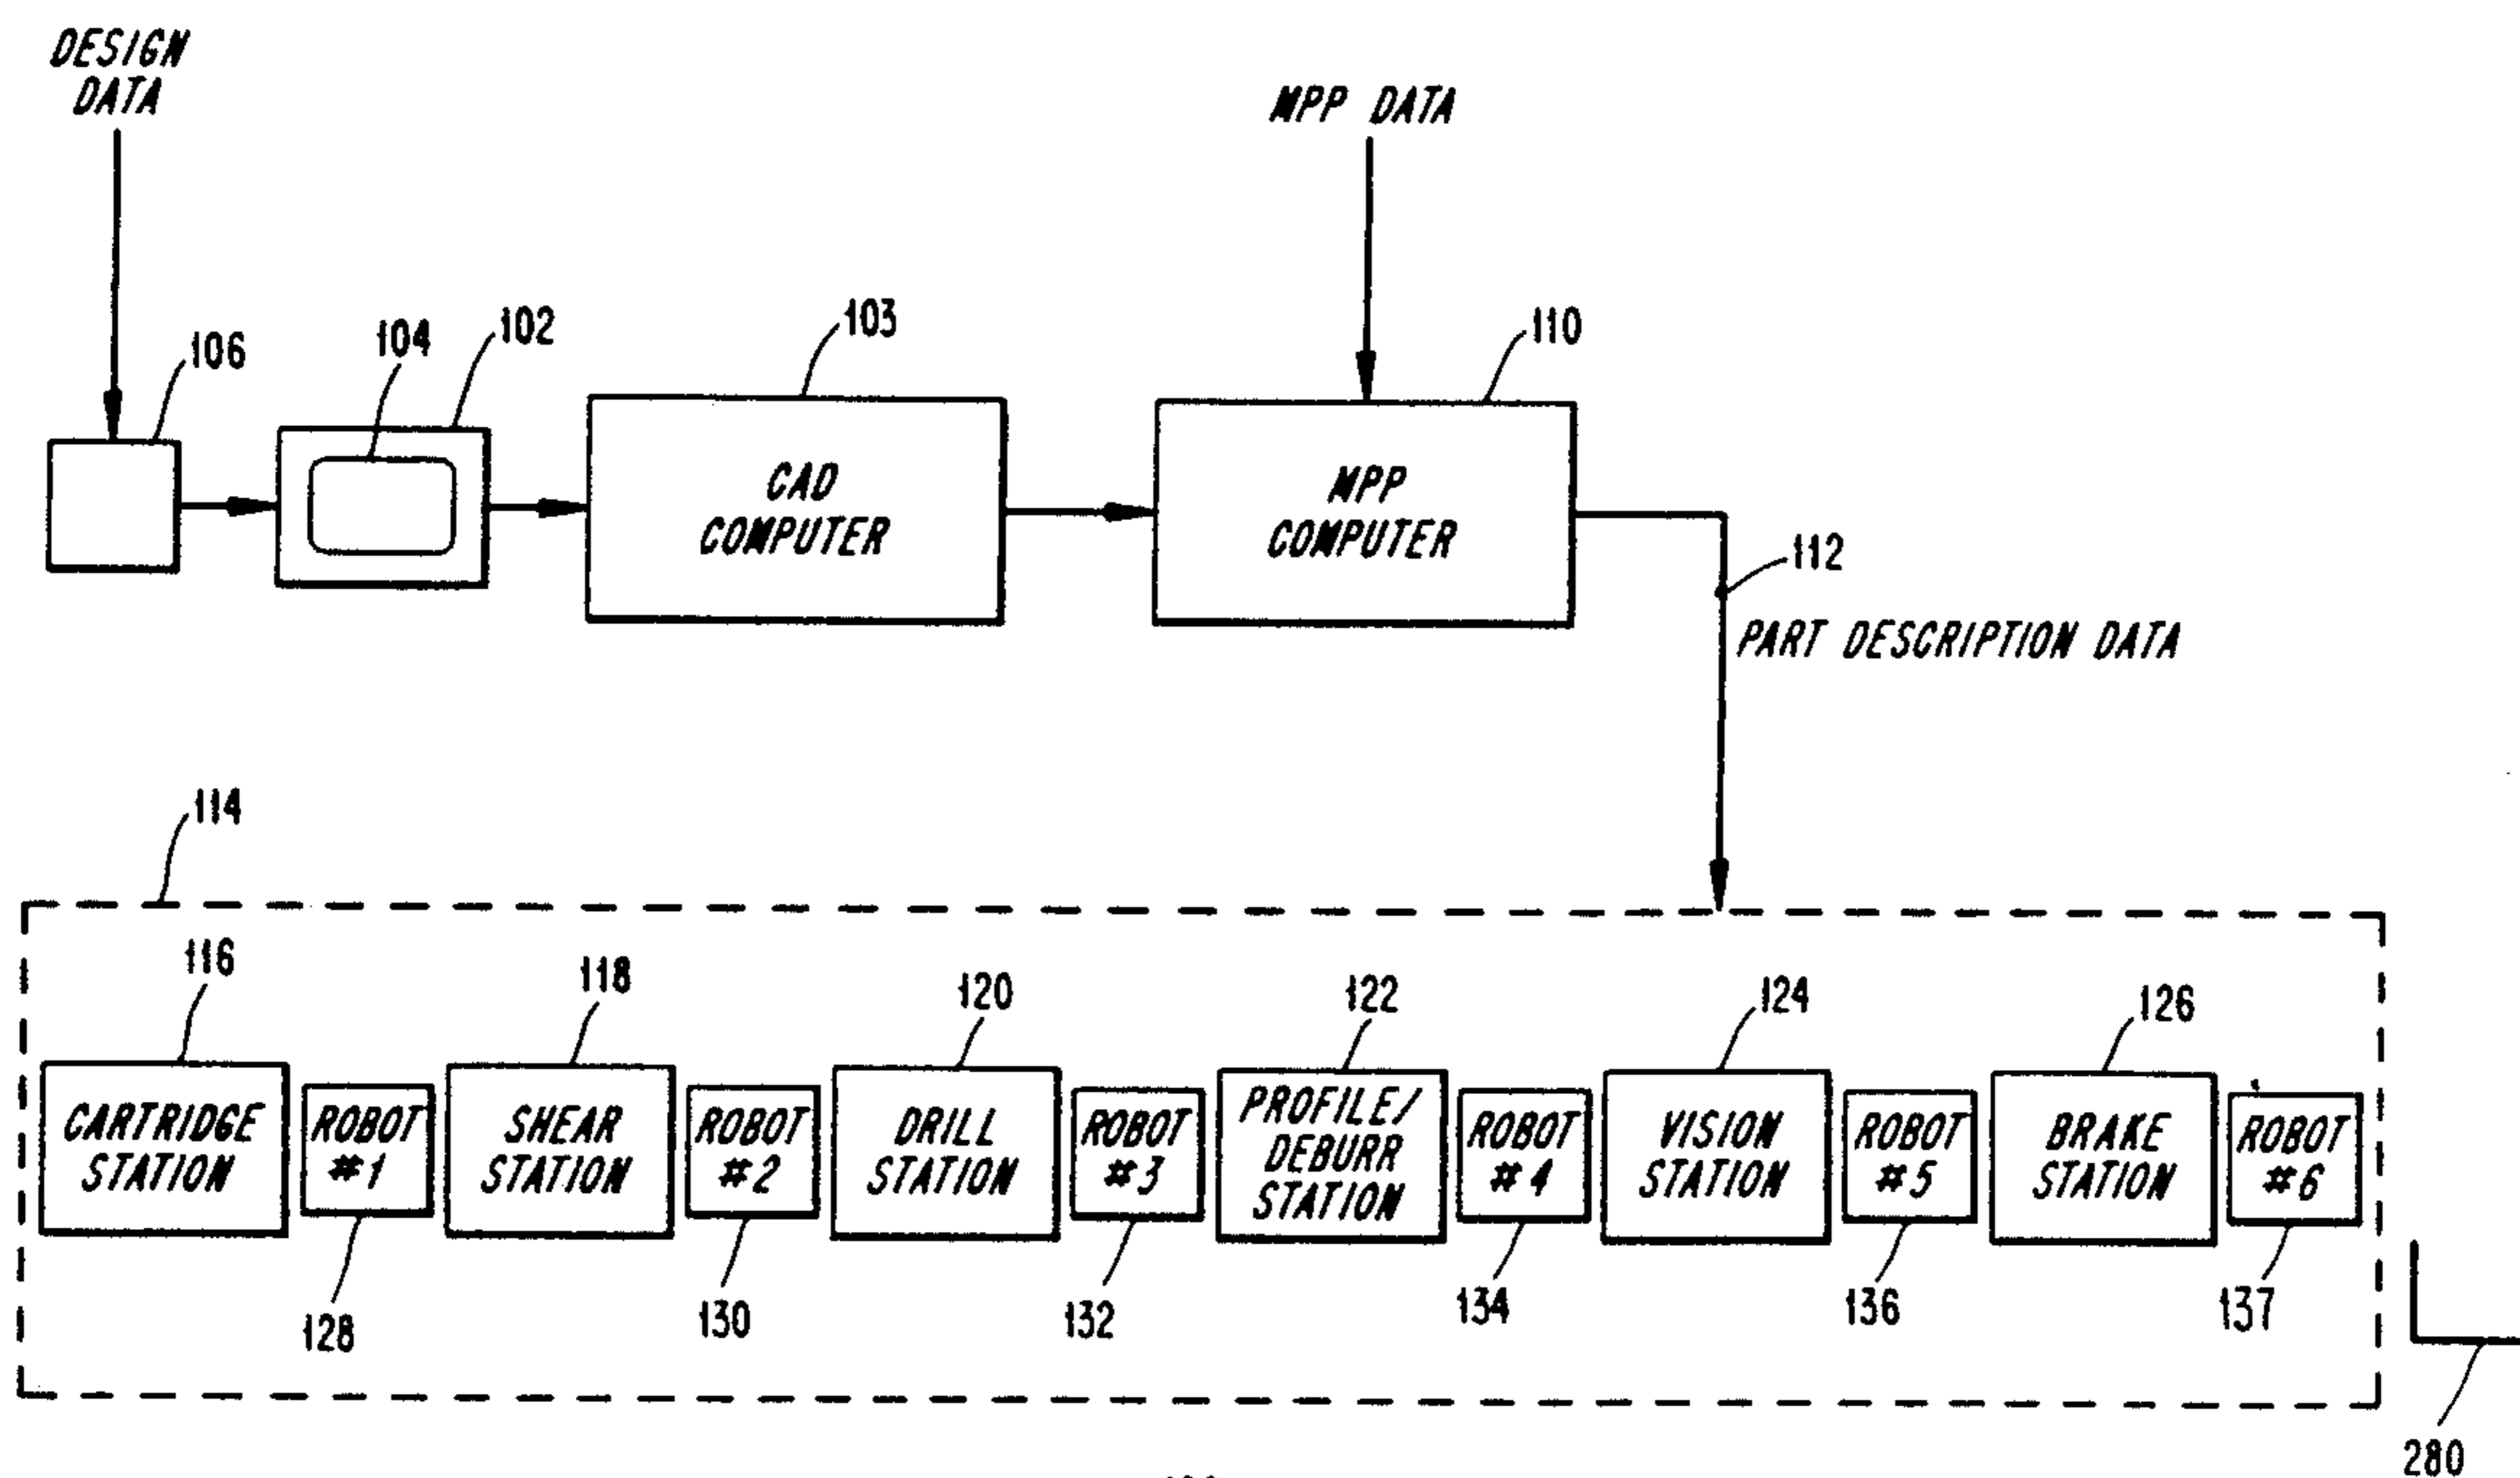 DESIGN
DATA
MPP DATA
106
104
102
103
110
CAD
COMPUTER
MPP
COMPUTER
112
PART DESCRIPTION DATA
114
116
118
120
122
124
126
CARTRIDGE
STATION
ROBOT
#1
SHEAR
STATION
ROBOT
#2
DRILL
STATION
ROBOT
#3
PROFILE/
DEBURR
STATION
ROBOT
#4
VISION
STATION
ROBOT
#5
BRAKE
STATION
ROBOT
#6
128
130
132
134
136
137
280